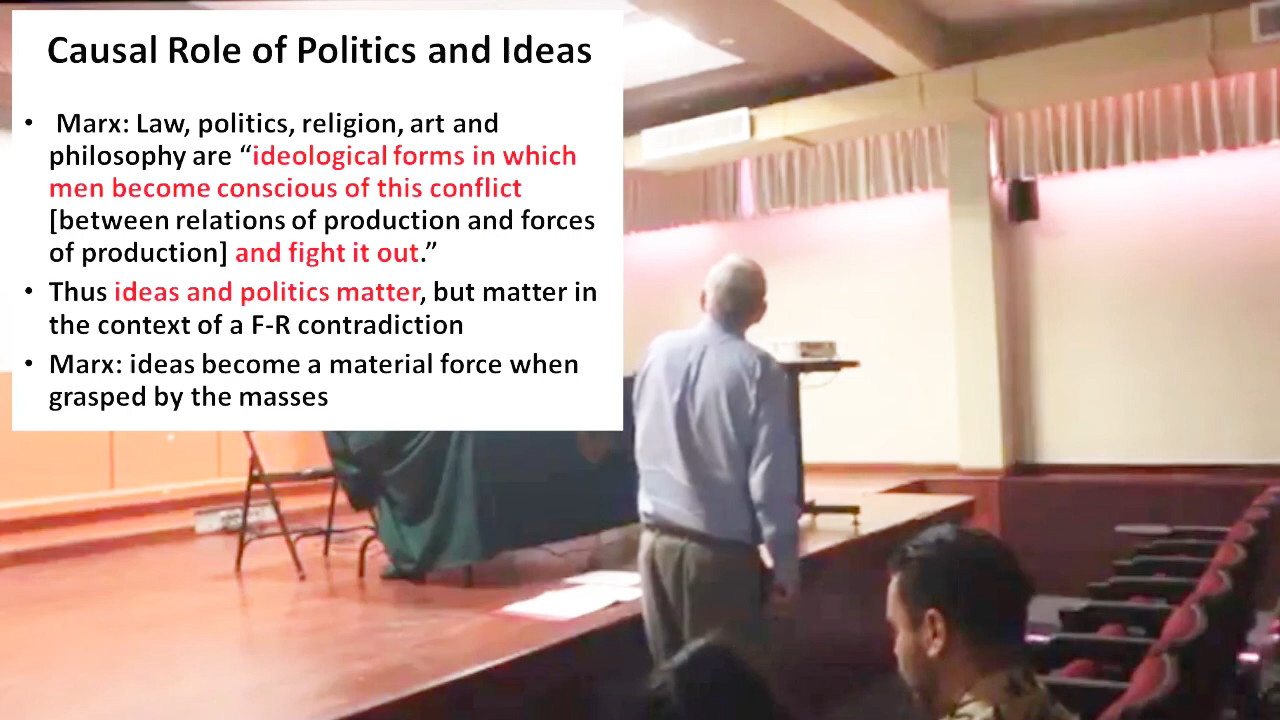 Causal Role of Politics and Ideas
• Marx: Law, politics, religion, art and
philosophy are “ideological forms in which
men become conscious of this conflict
[between relations of production and forces
of production] and fight it out.”
• Thus ideas and politics matter, but matter in
the context of a F-R contradiction
• Marx: ideas become a material force when
grasped by the masses